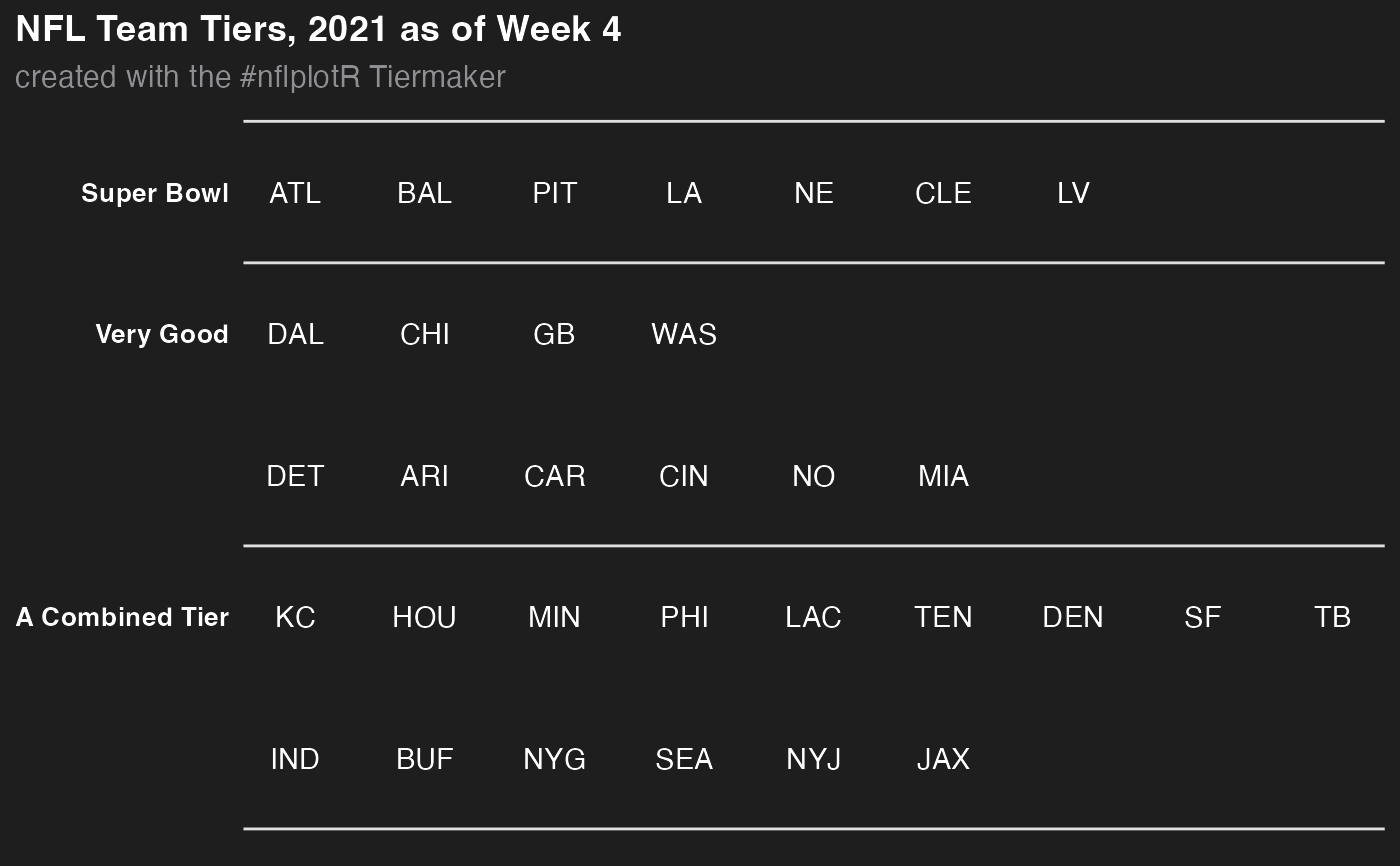 NFL Team Tiers, 2021 as of Week 4
created with the #nflplotR Tiermaker
Super Bowl ATL BAL PIT LA NE CLE LV
Very Good DAL CHI GB WAS
DET ARI CAR CIN NO MIA
A Combined Tier KC HOU MIN PHI LAC TEN DEN SF TB
IND BUF NYG SEA NYJ JAX